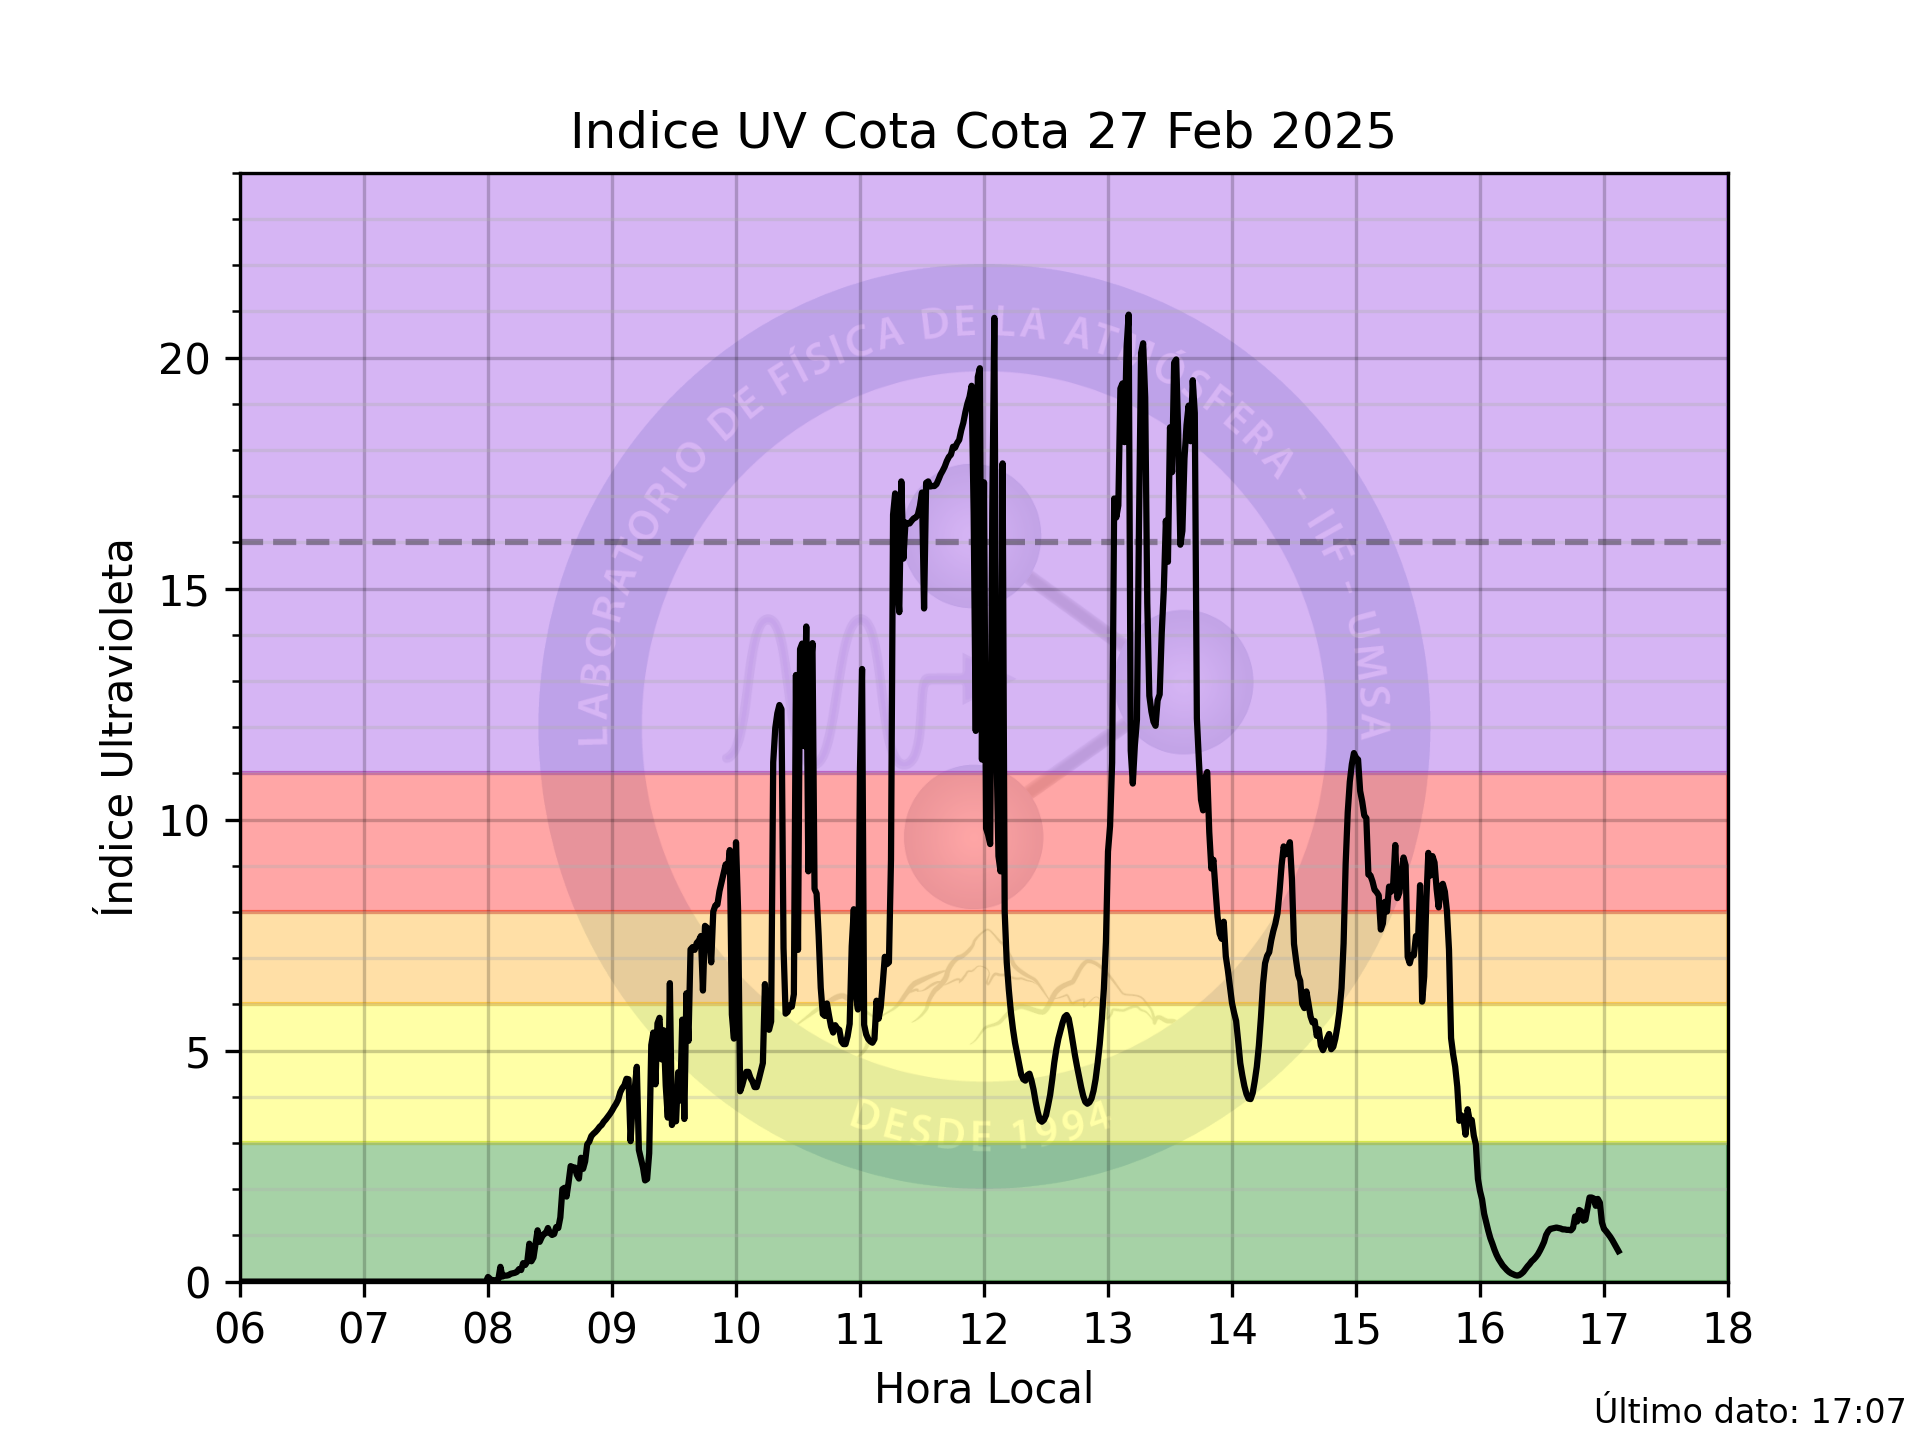 Indice UV Cota Cota 27 Feb 2025
LABORATORIO DE FÍSICA DE LA ATMÓSFERA - IIF - UMSA
DESDE 1994
Índice Ultravioleta
20
15
10
5
0
06 07 08 09 10 11 12 13 14 15 16 17 18
Hora Local
Último dato: 17:07